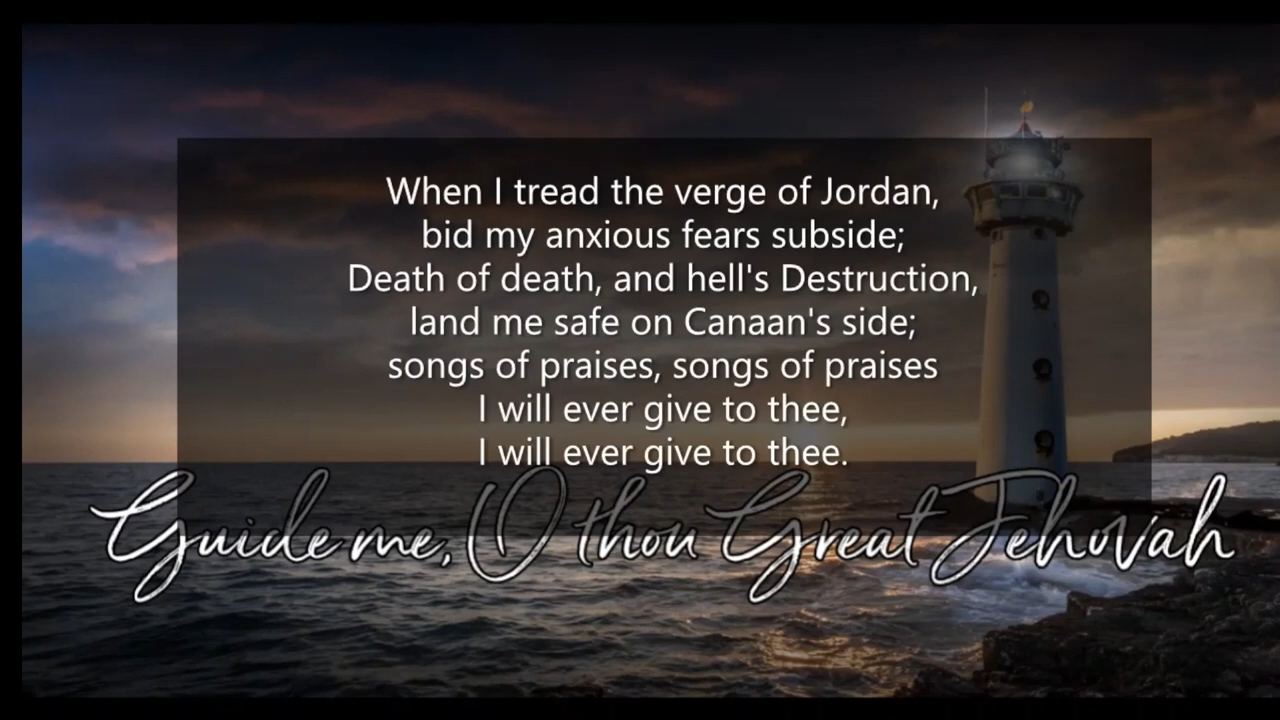 When I tread the verge of Jordan,
bid my anxious fears subside;
Death of death, and hell's Destruction,
land me safe on Canaan's side;
songs of praises, songs of praises
I will ever give to thee,
I will ever give to thee.
Guide me, O thou Great Jehovah